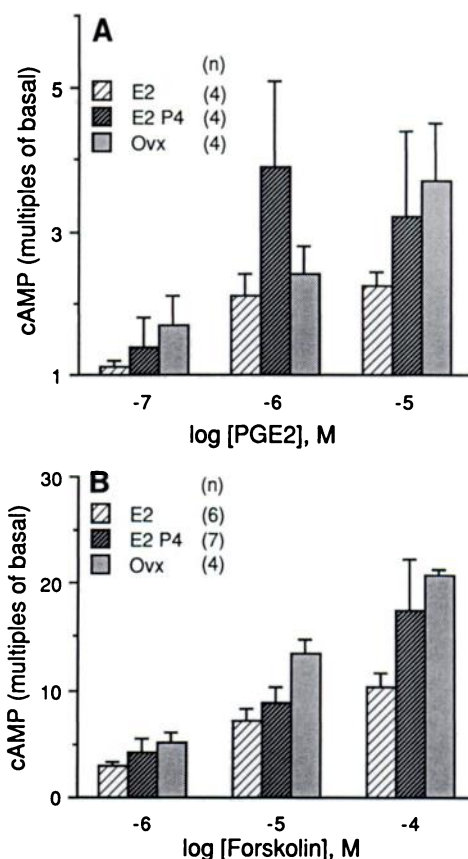 A
(n)
E2 (4)
E2 P4 (4)
Ovx (4)
cAMP (multiples of basal)
5
3
1
-7 -6 -5
log [PGE2], M
B
(n)
E2 (6)
E2 P4 (7)
Ovx (4)
cAMP (multiples of basal)
30
20
10
0
-6 -5 -4
log [Forskolin], M